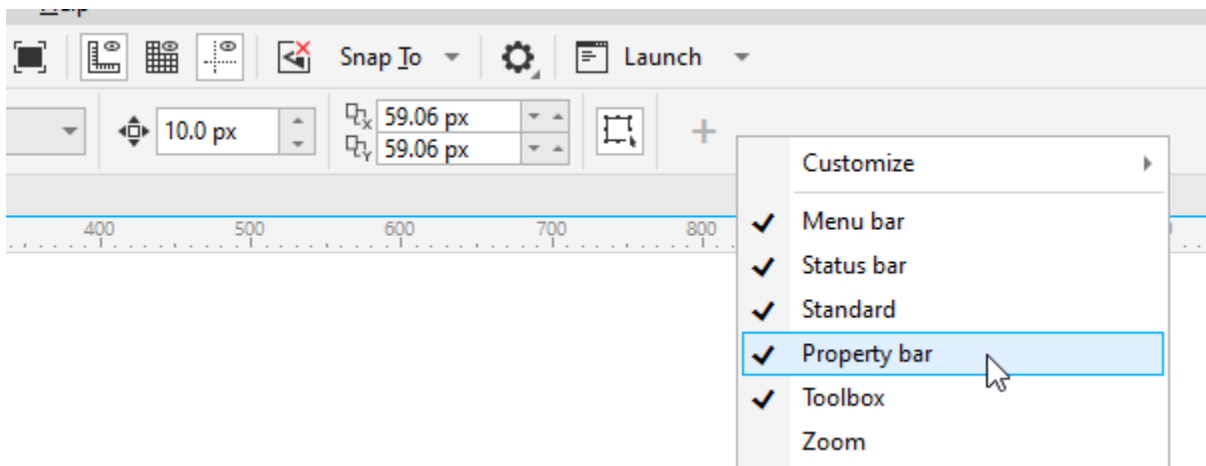 Snap To
Launch
10.0 px
59.06 px
59.06 px
Customize
400 500 600 700 800
Menu bar
Status bar
Standard
Property bar
Toolbox
Zoom